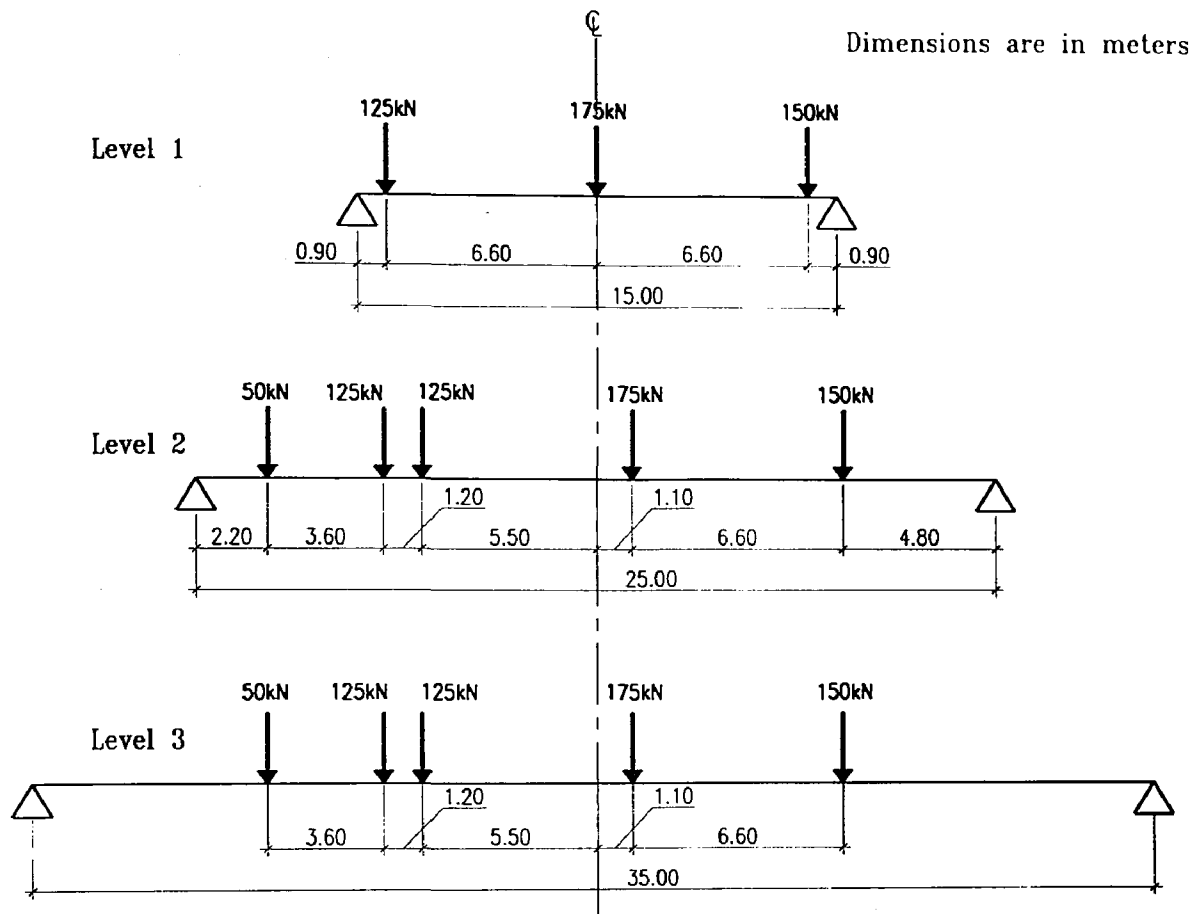 ℄
Dimensions are in meters
125kN 175kN 150kN
Level 1
0.90 6.60 6.60 0.90
15.00
50kN 125kN 125kN 175kN 150kN
Level 2
1.20 1.10
2.20 3.60 5.50 6.60 4.80
25.00
50kN 125kN 125kN 175kN 150kN
Level 3
1.20 1.10
3.60 5.50 6.60
35.00